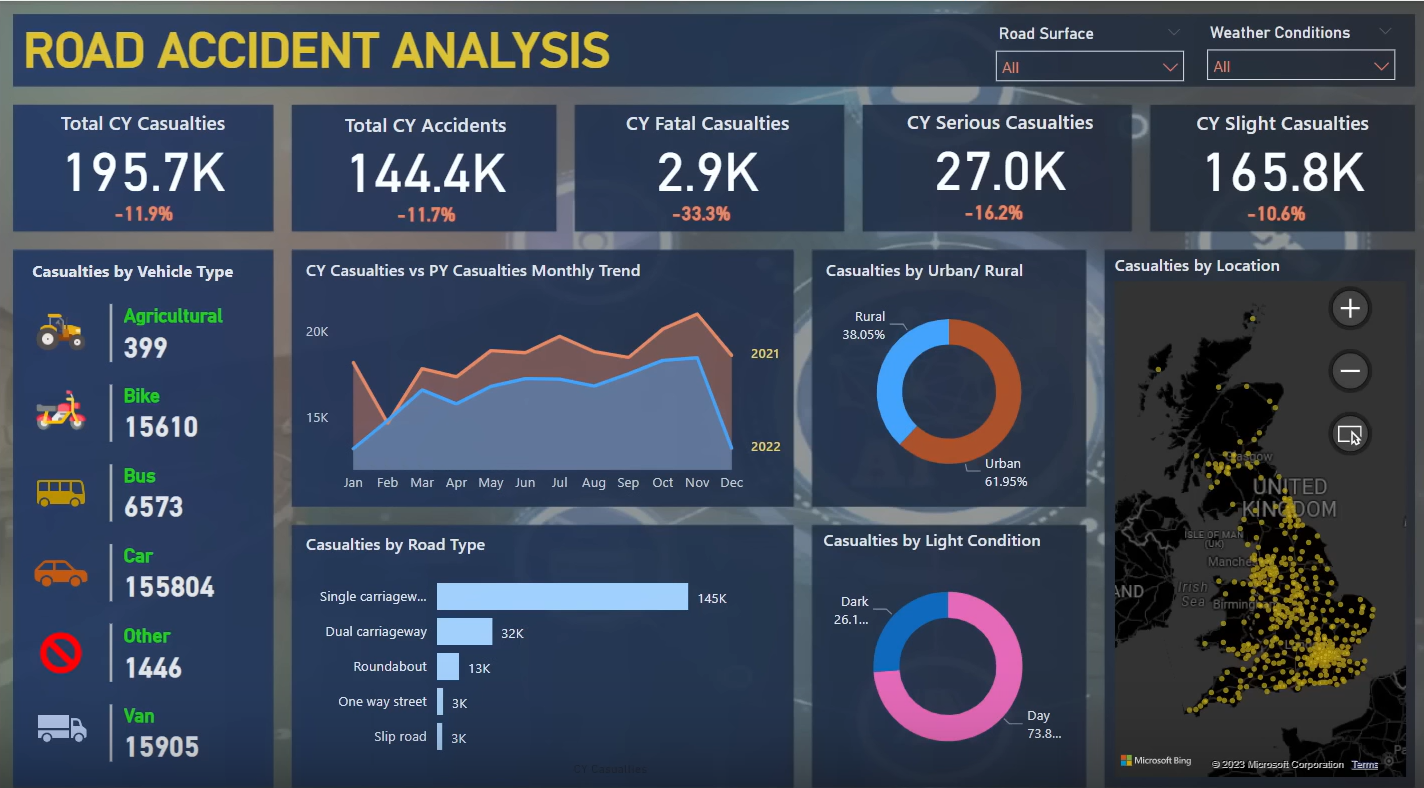 ROAD ACCIDENT ANALYSIS
Road Surface
All
Weather Conditions
All
Total CY Casualties
195.7K
-11.9%
Total CY Accidents
144.4K
-11.7%
CY Fatal Casualties
2.9K
-33.3%
CY Serious Casualties
27.0K
-16.2%
CY Slight Casualties
165.8K
-10.6%
Casualties by Vehicle Type
Agricultural
399
Bike
15610
Bus
6573
Car
155804
Other
1446
Van
15905
CY Casualties vs PY Casualties Monthly Trend
20K
15K
2021
2022
Jan Feb Mar Apr May Jun Jul Aug Sep Oct Nov Dec
Casualties by Road Type
Single carriagew... 145K
Dual carriageway 32K
Roundabout 13K
One way street 3K
Slip road 3K
CY Casualties
Casualties by Urban/ Rural
Rural
38.05%
Urban
61.95%
Casualties by Light Condition
Dark
26.1...
Day
73.8...
Casualties by Location
Glasgow
UNITED
KINGDOM
ISLE OF MAN
(UK)
Manche
AND
Irish
Sea
Birming
Pa
Microsoft Bing
© 2023 Microsoft Corporation Terms